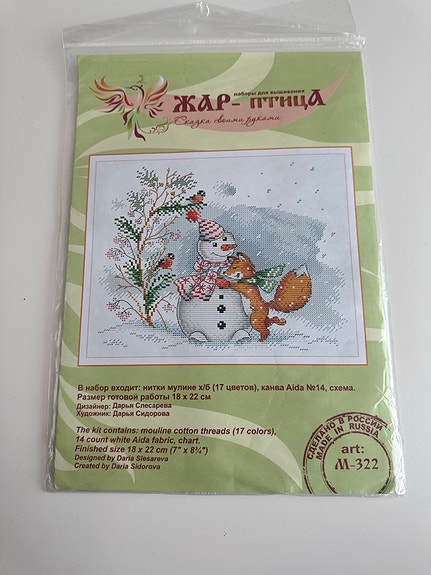 наборы для вышивания
ЖАР-ПТИЦА
Сказка своими руками
В набор входит: нитки мулине х/б (17 цветов), канва Aida №14, схема.
Размер готовой работы 18 х 22 см
Дизайнер: Дарья Слесарева
Художник: Дарья Сидорова
The kit contains: mouline cotton threads (17 colors),
14 count white Aida fabric, chart.
Finished size 18 x 22 cm (7" x 8¾")
Designed by Daria Slesareva
Created by Daria Sidorova
СДЕЛАНО В РОССИИ
MADE IN RUSSIA
art:
M-322